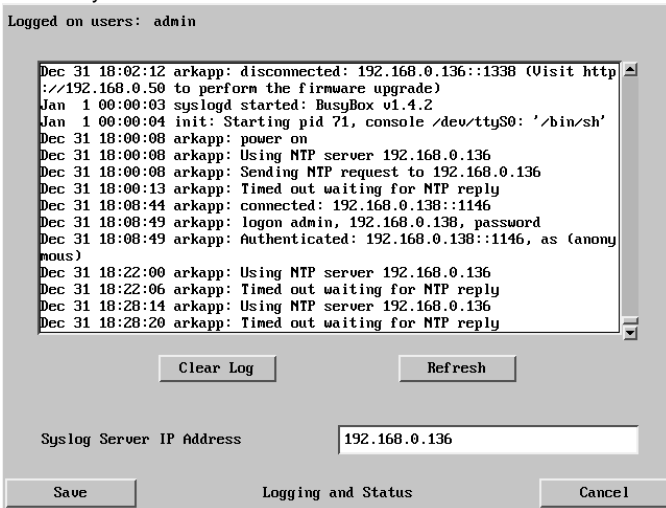 Logged on users: admin
Dec 31 18:02:12 arkapp: disconnected: 192.168.0.136::1338 (Visit http
://192.168.0.50 to perform the firmware upgrade)
Jan  1 00:00:03 syslogd started: BusyBox v1.4.2
Jan  1 00:00:04 init: Starting pid 71, console /dev/ttyS0: '/bin/sh'
Dec 31 18:00:08 arkapp: power on
Dec 31 18:00:08 arkapp: Using NTP server 192.168.0.136
Dec 31 18:00:08 arkapp: Sending NTP request to 192.168.0.136
Dec 31 18:00:13 arkapp: Timed out waiting for NTP reply
Dec 31 18:08:44 arkapp: connected: 192.168.0.138::1146
Dec 31 18:08:49 arkapp: logon admin, 192.168.0.138, password
Dec 31 18:08:49 arkapp: Authenticated: 192.168.0.138::1146, as (anony
mous)
Dec 31 18:22:00 arkapp: Using NTP server 192.168.0.136
Dec 31 18:22:06 arkapp: Timed out waiting for NTP reply
Dec 31 18:28:14 arkapp: Using NTP server 192.168.0.136
Dec 31 18:28:20 arkapp: Timed out waiting for NTP reply
Clear Log Refresh
Syslog Server IP Address 192.168.0.136
Save Logging and Status Cancel